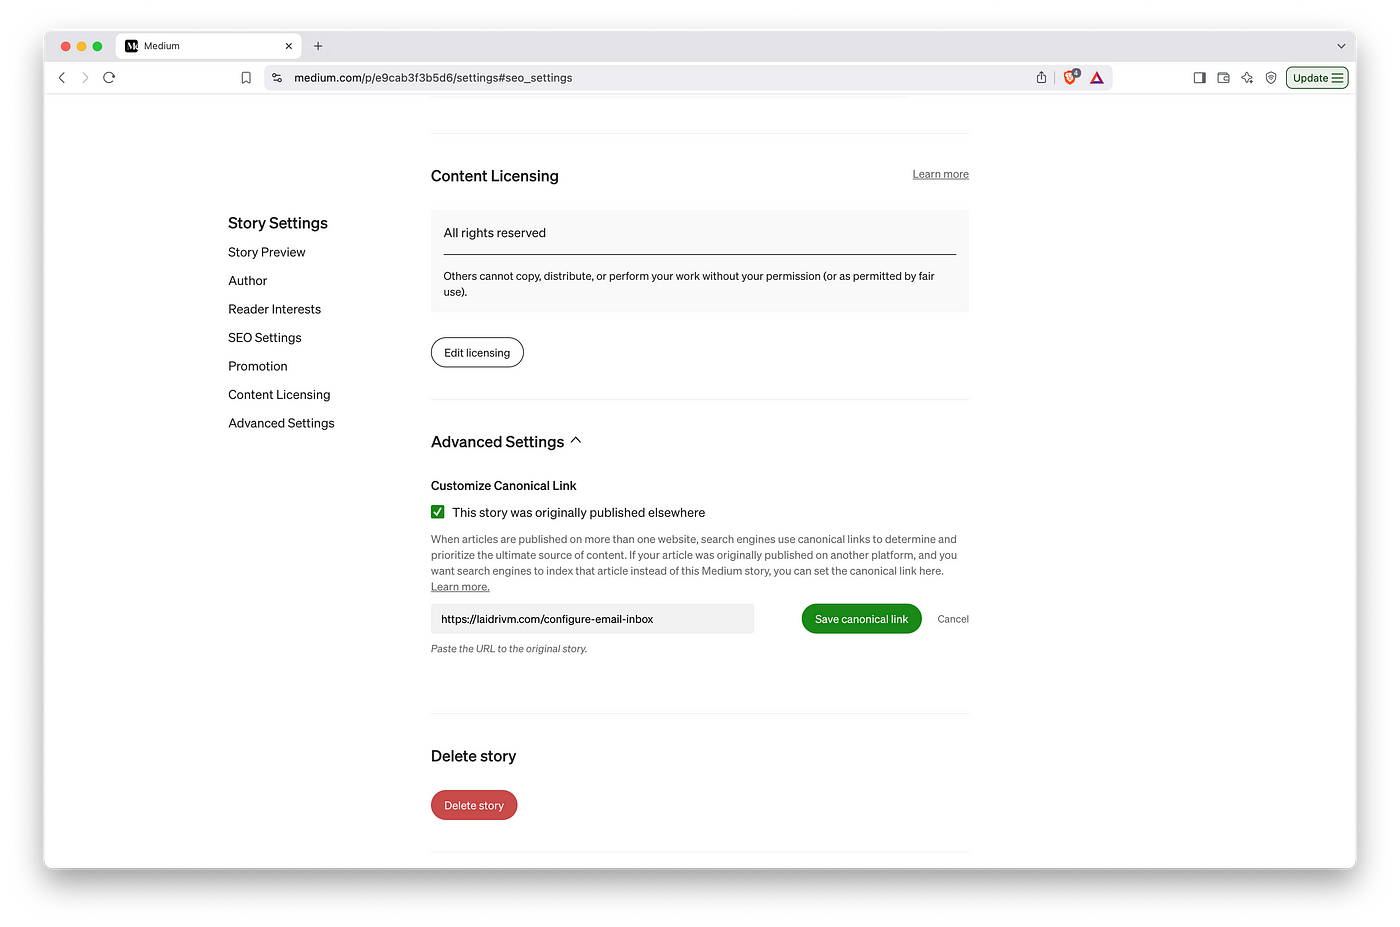 Medium
medium.com/p/e9cab3f3b5d6/settings#seo_settings
4
Update
Story Settings
Story Preview
Author
Reader Interests
SEO Settings
Promotion
Content Licensing
Advanced Settings
Content Licensing
Learn more
All rights reserved
Others cannot copy, distribute, or perform your work without your permission (or as permitted by fair
use).
Edit licensing
Advanced Settings
Customize Canonical Link
This story was originally published elsewhere
When articles are published on more than one website, search engines use canonical links to determine and
prioritize the ultimate source of content. If your article was originally published on another platform, and you
want search engines to index that article instead of this Medium story, you can set the canonical link here.
Learn more.
https://laidrivm.com/configure-email-inbox
Save canonical link
Cancel
Paste the URL to the original story.
Delete story
Delete story